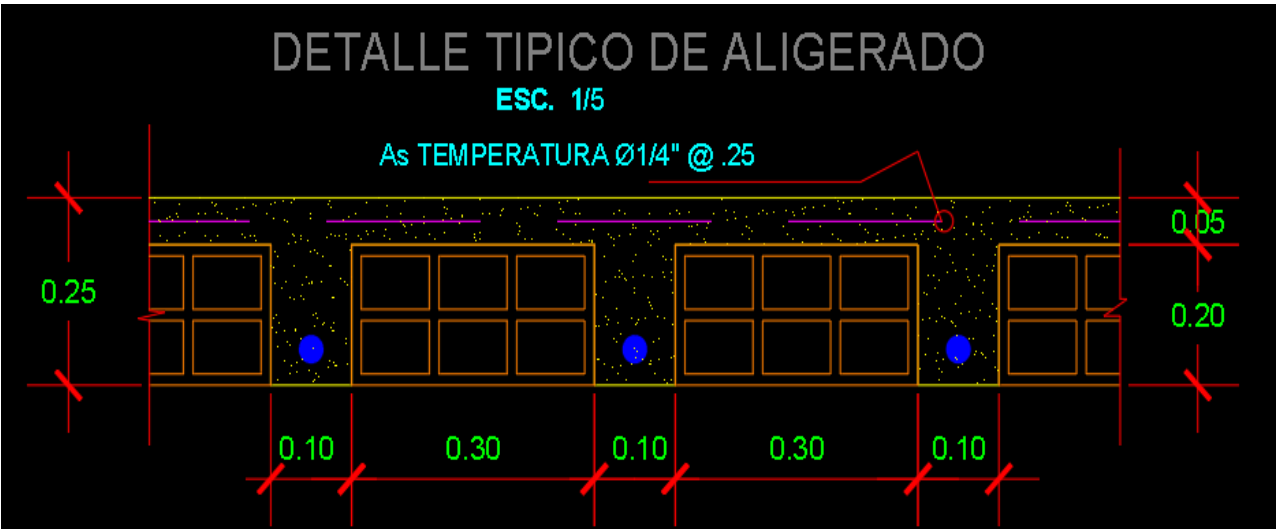 DETALLE TIPICO DE ALIGERADO
ESC. 1/5
As TEMPERATURA Ø1/4" @ .25
0.05
0.25
0.20
0.10 0.30 0.10 0.30 0.10